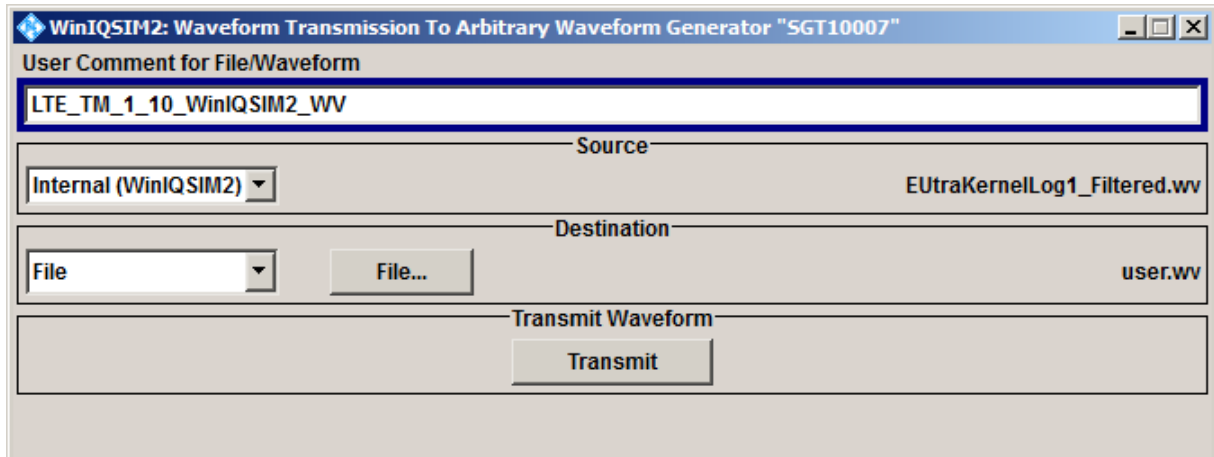 WinIQSIM2: Waveform Transmission To Arbitrary Waveform Generator "SGT10007"
User Comment for File/Waveform
LTE_TM_1_10_WinIQSIM2_WV
Source
Internal (WinIQSIM2) EUtraKernelLog1_Filtered.wv
Destination
File File... user.wv
Transmit Waveform
Transmit